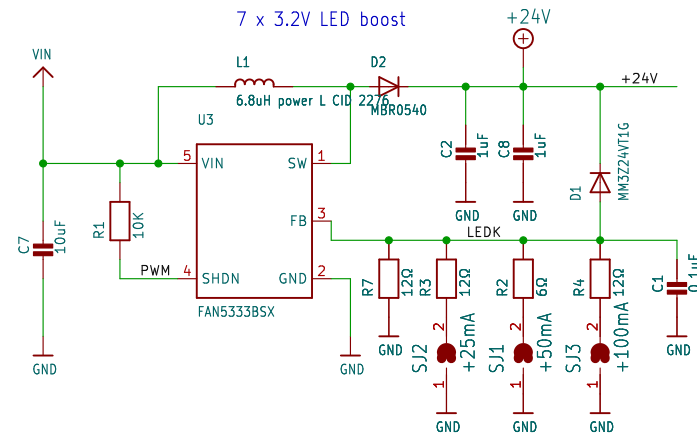 7 x 3.2V LED boost
+24V
VIN
L1
D2
6.8uH power L CID 2276
MBR0540
+24V
U3
C2
1uF
C8
1uF
D1
MM3Z24VT1G
5
VIN
SW
1
R1
10K
FB
3
LEDK
C7
10uF
PWM
4
SHDN
GND
2
FAN5333BSX
GND
GND
R7
12Ω
R3
12Ω
R2
6Ω
R4
12Ω
C1
0.1uF
2
2
2
SJ2
+25mA
SJ1
+50mA
SJ3
+100mA
GND
GND
GND
GND
1
1
1
GND
GND
GND